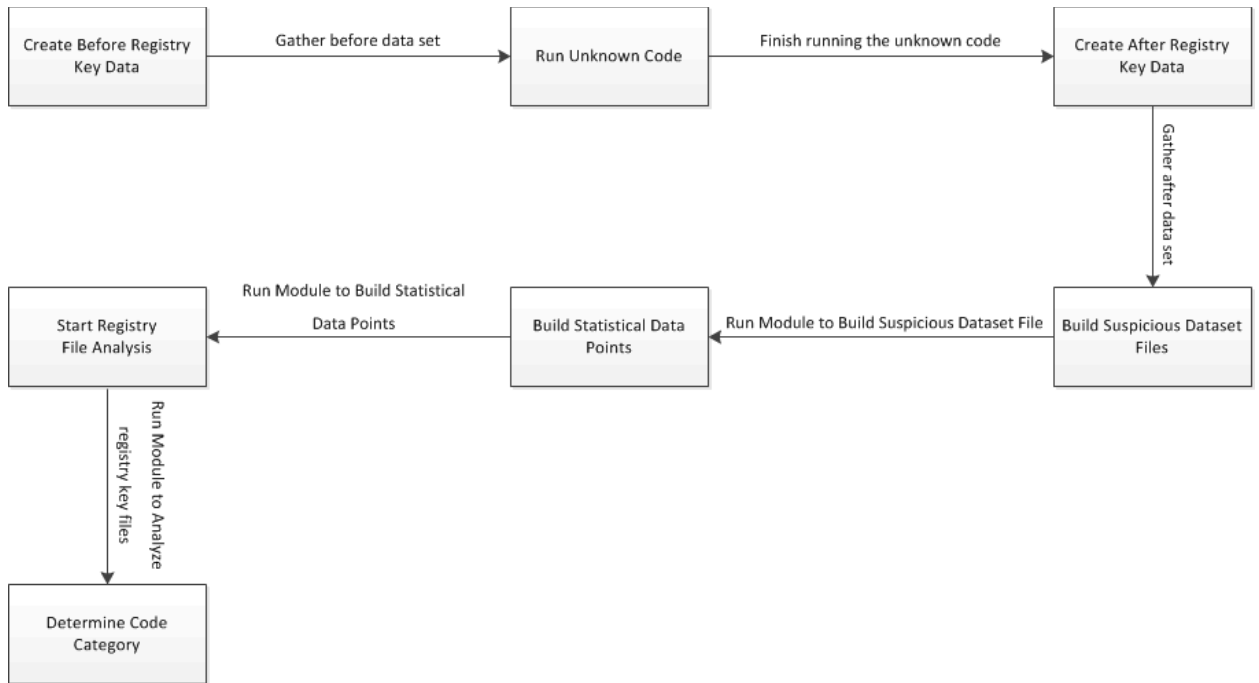 Create Before Registry
Key Data
Gather before data set
Run Unknown Code
Finish running the unknown code
Create After Registry
Key Data
Gather after data set
Build Suspicious Dataset
Files
Run Module to Build Suspicious Dataset File
Build Statistical Data
Points
Run Module to Build Statistical
Data Points
Start Registry
File Analysis
Run Module to Analyze
registry key files
Determine Code
Category